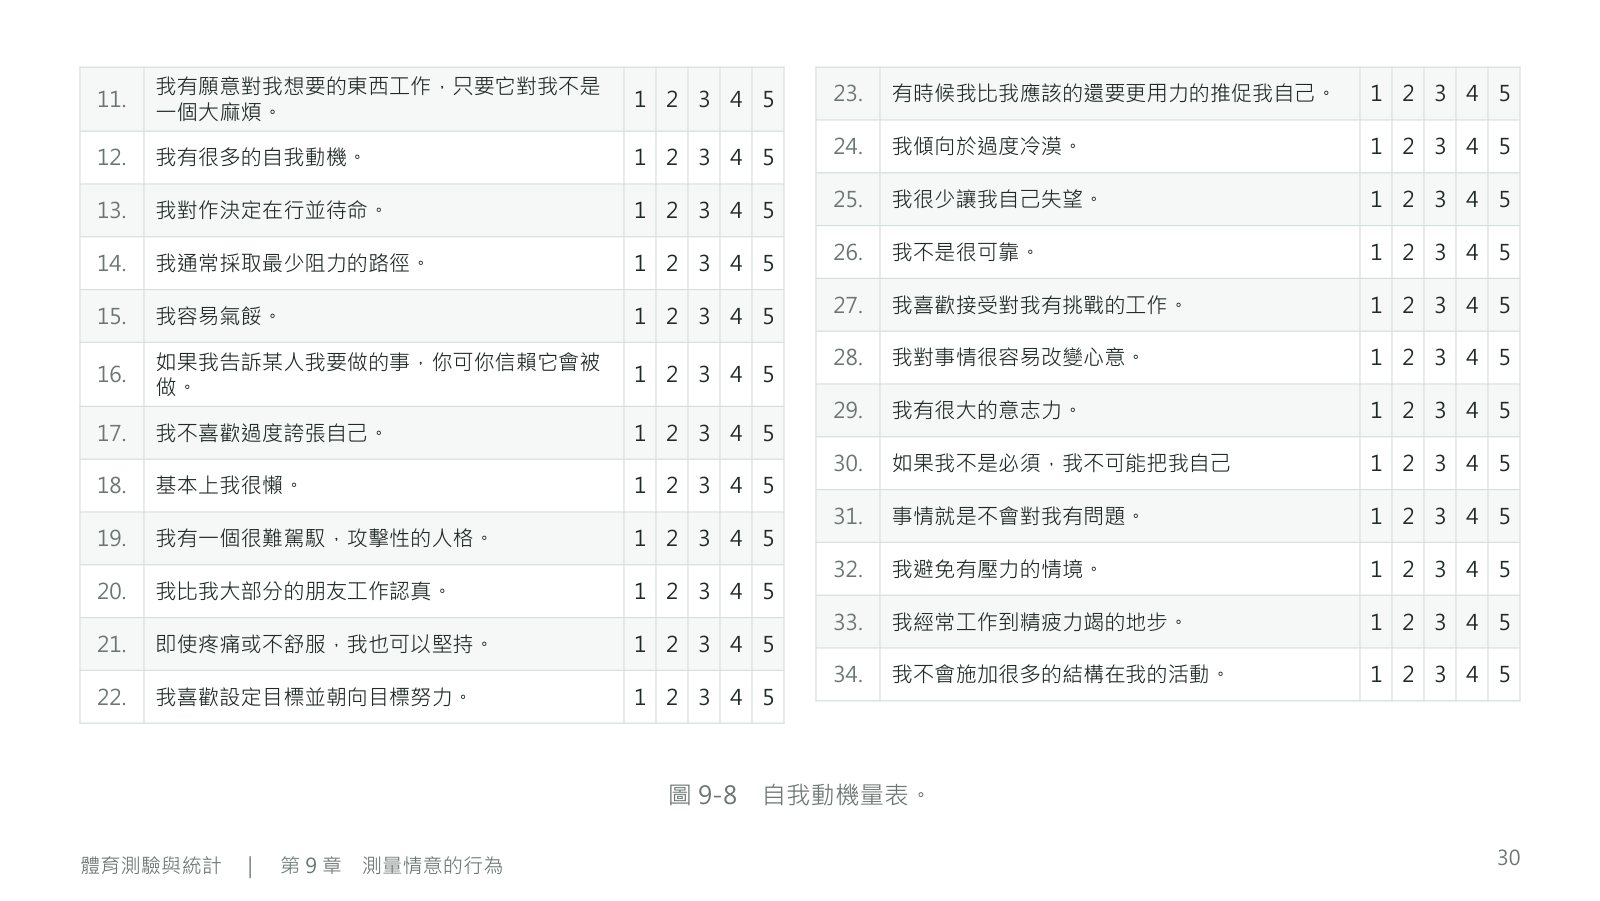 11. 我有願意對我想要的東西工作，只要它對我不是
一個大麻煩。 1 2 3 4 5
12. 我有很多的自我動機。 1 2 3 4 5
13. 我對作決定在行並待命。 1 2 3 4 5
14. 我通常採取最少阻力的路徑。 1 2 3 4 5
15. 我容易氣餒。 1 2 3 4 5
16. 如果我告訴某人我要做的事，你可你信賴它會被
做。 1 2 3 4 5
17. 我不喜歡過度誇張自己。 1 2 3 4 5
18. 基本上我很懶。 1 2 3 4 5
19. 我有一個很難駕馭，攻擊性的人格。 1 2 3 4 5
20. 我比我大部分的朋友工作認真。 1 2 3 4 5
21. 即使疼痛或不舒服，我也可以堅持。 1 2 3 4 5
22. 我喜歡設定目標並朝向目標努力。 1 2 3 4 5
23. 有時候我比我應該的還要更用力的推促我自己。 1 2 3 4 5
24. 我傾向於過度冷漠。 1 2 3 4 5
25. 我很少讓我自己失望。 1 2 3 4 5
26. 我不是很可靠。 1 2 3 4 5
27. 我喜歡接受對我有挑戰的工作。 1 2 3 4 5
28. 我對事情很容易改變心意。 1 2 3 4 5
29. 我有很大的意志力。 1 2 3 4 5
30. 如果我不是必須，我不可能把我自己 1 2 3 4 5
31. 事情就是不會對我有問題。 1 2 3 4 5
32. 我避免有壓力的情境。 1 2 3 4 5
33. 我經常工作到精疲力竭的地步。 1 2 3 4 5
34. 我不會施加很多的結構在我的活動。 1 2 3 4 5
圖 9-8　自我動機量表。
體育測驗與統計　|　第 9 章　測量情意的行為
30